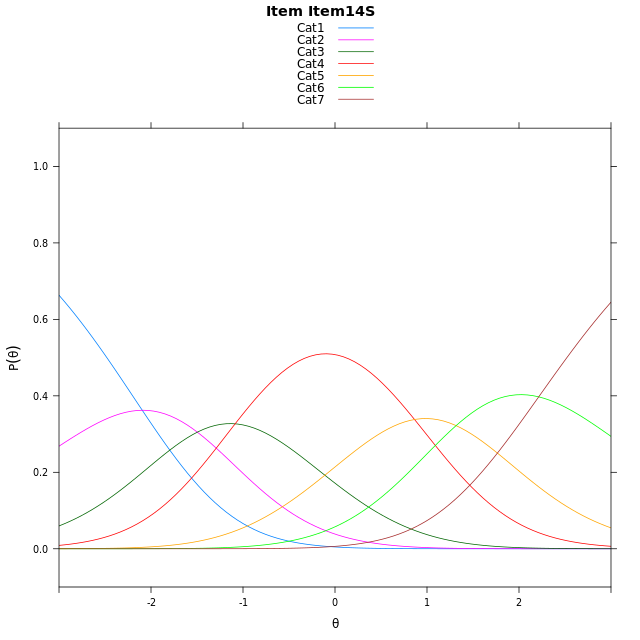 Item Item14S
Cat1
Cat2
Cat3
Cat4
Cat5
Cat6
Cat7
1.0
0.8
0.6
0.4
0.2
0.0
P(θ)
-2 -1 0 1 2
θ